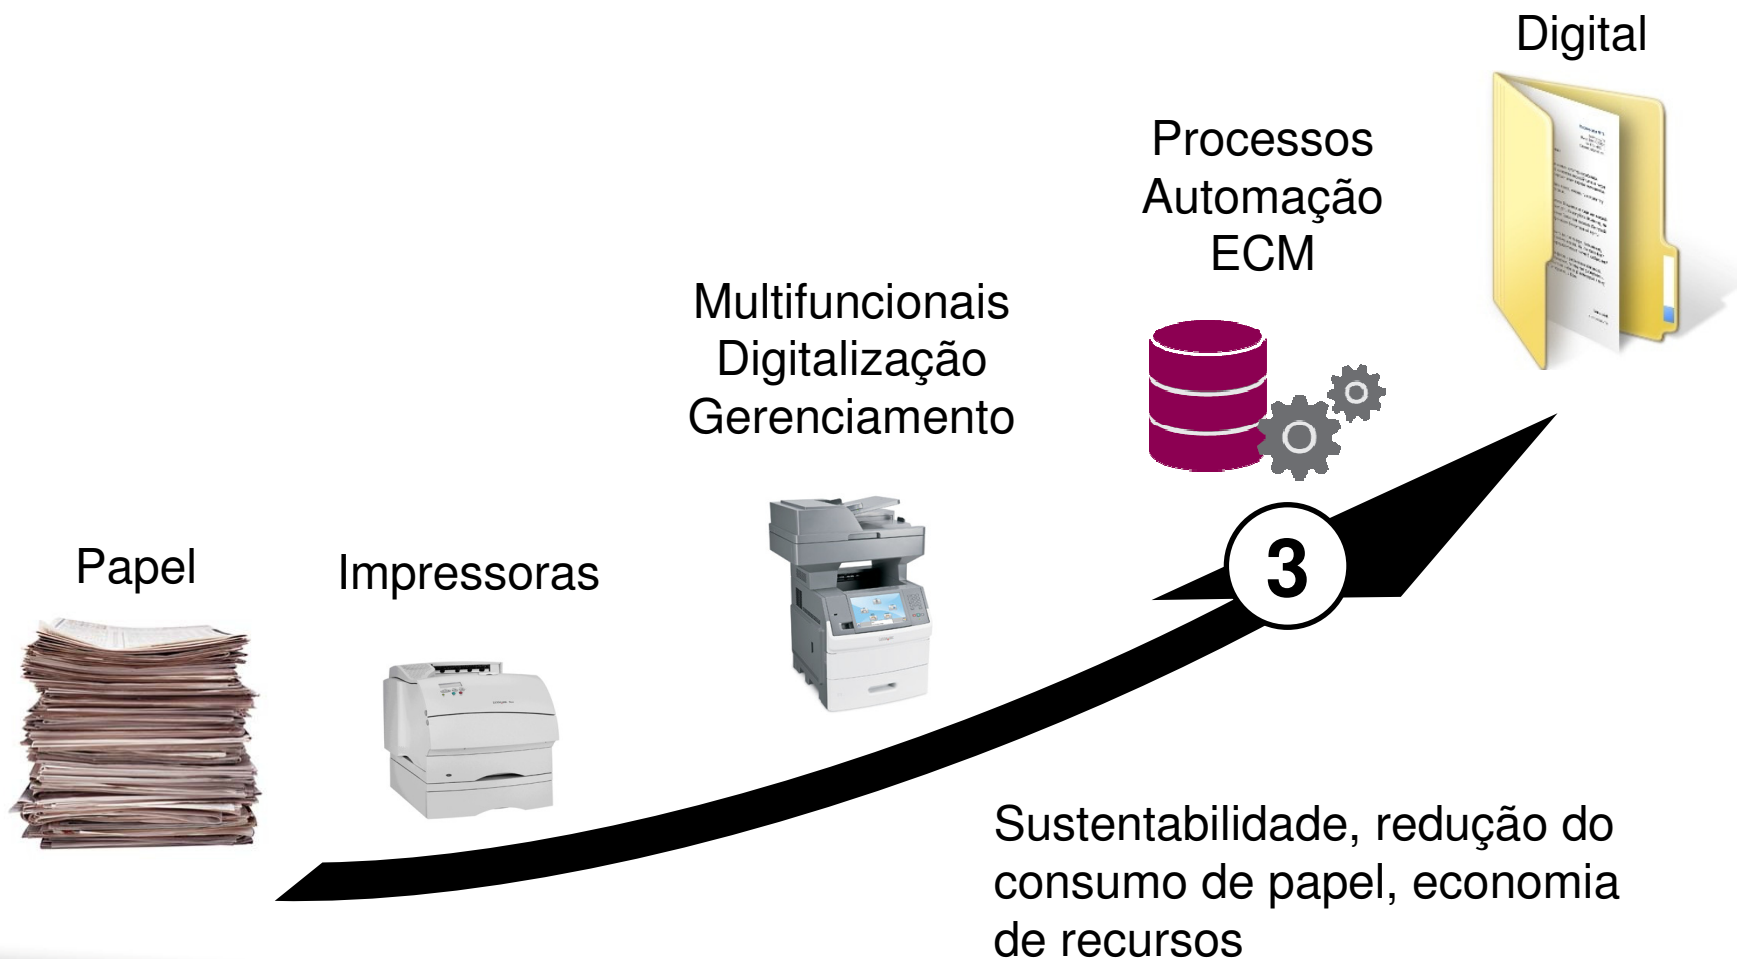 Digital
Processos
Automação
ECM
Multifuncionais
Digitalização
Gerenciamento
Papel
Impressoras
3
Sustentabilidade, redução do
consumo de papel, economia
de recursos